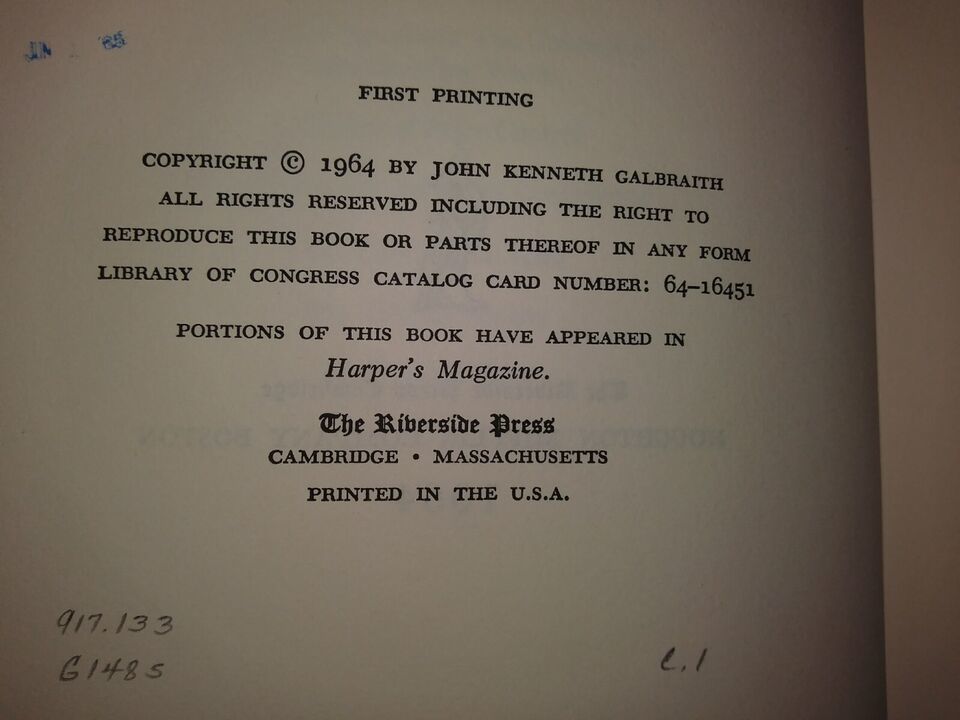 JN 65
FIRST PRINTING
COPYRIGHT © 1964 BY JOHN KENNETH GALBRAITH
ALL RIGHTS RESERVED INCLUDING THE RIGHT TO
REPRODUCE THIS BOOK OR PARTS THEREOF IN ANY FORM
LIBRARY OF CONGRESS CATALOG CARD NUMBER: 64-16451
PORTIONS OF THIS BOOK HAVE APPEARED IN
Harper's Magazine.
The Riverside Press
CAMBRIDGE • MASSACHUSETTS
PRINTED IN THE U.S.A.
917.133
G148s
c.1